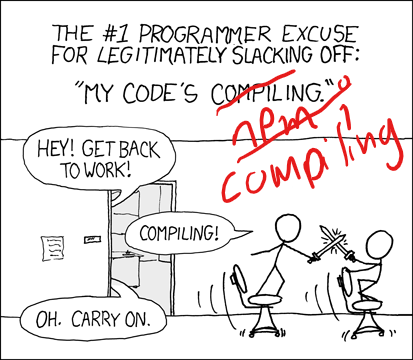 THE #1 PROGRAMMER EXCUSE
FOR LEGITIMATELY SLACKING OFF:
"MY CODE'S COMPILING."
compiling
HEY! GET BACK
TO WORK!
COMPILING!
OH. CARRY ON.